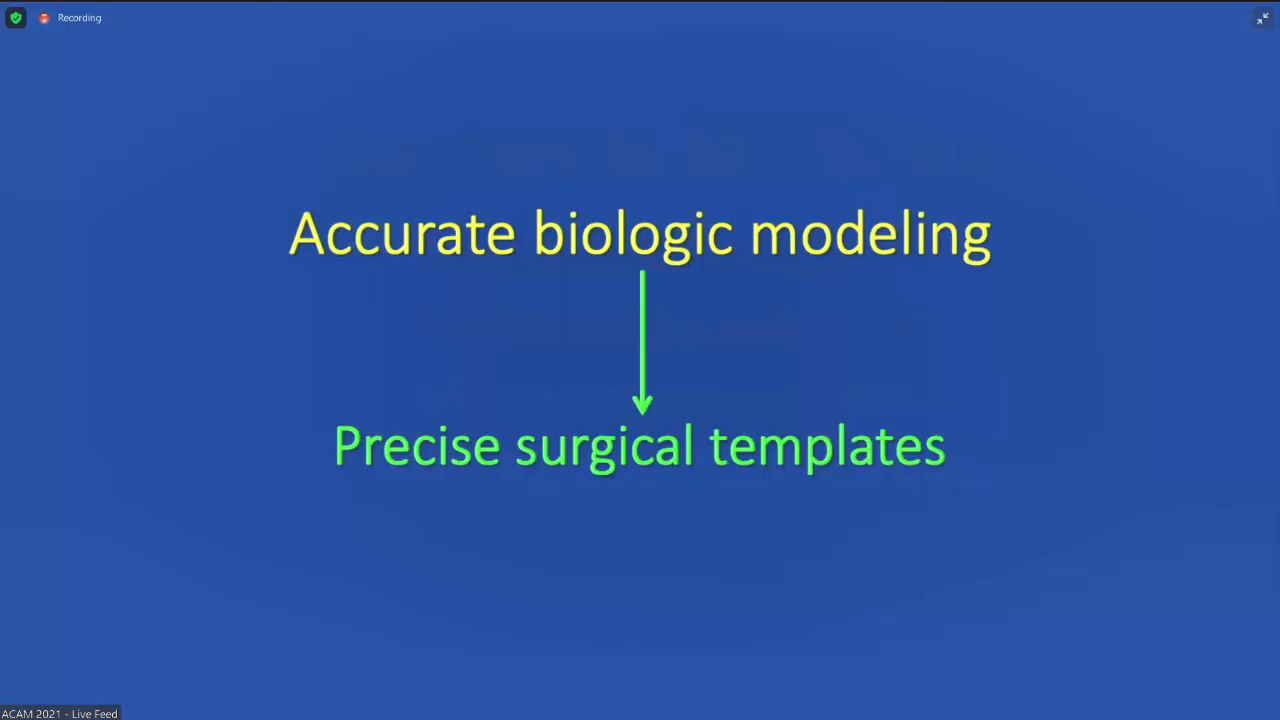 Recording
Accurate biologic modeling
Precise surgical templates
ACAM 2021 - Live Feed